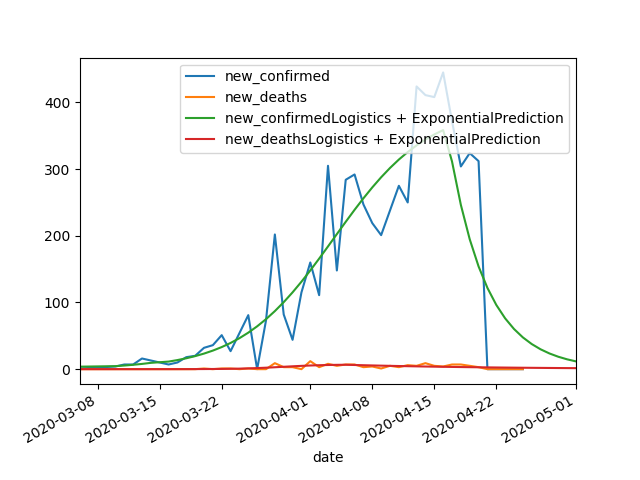 new_confirmed
new_deaths
new_confirmedLogistics + ExponentialPrediction
new_deathsLogistics + ExponentialPrediction
400
300
200
100
0
2020-03-08
2020-03-15
2020-03-22
2020-04-01
2020-04-08
2020-04-15
2020-04-22
2020-05-01
date